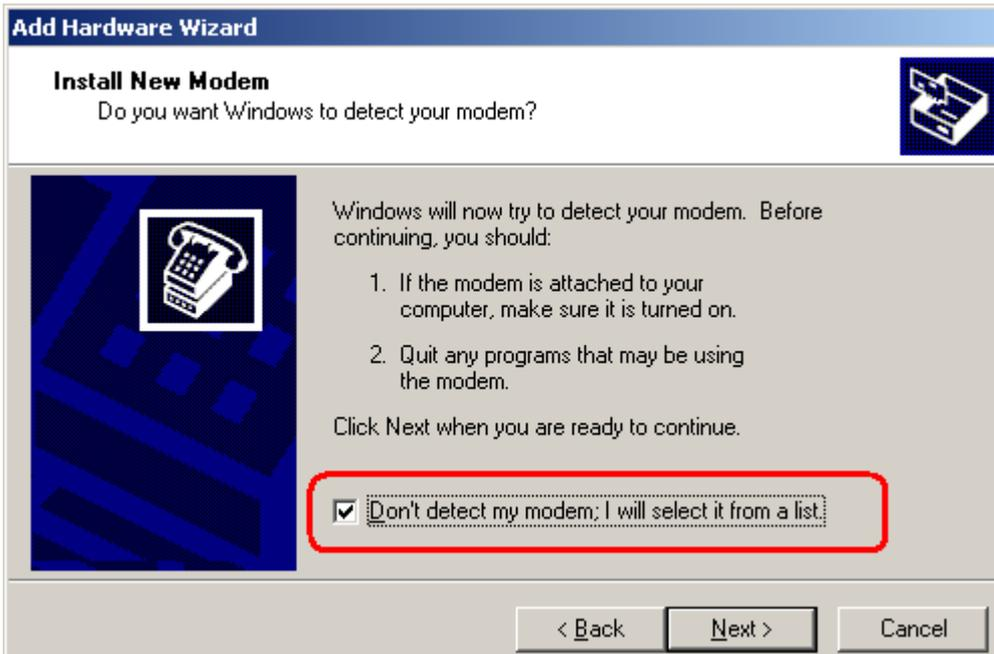 Add Hardware Wizard
Install New Modem
Do you want Windows to detect your modem?
Windows will now try to detect your modem.  Before
continuing, you should:
1. If the modem is attached to your
computer, make sure it is turned on.
2. Quit any programs that may be using
the modem.
Click Next when you are ready to continue.
Don't detect my modem; I will select it from a list.
< Back
Next >
Cancel